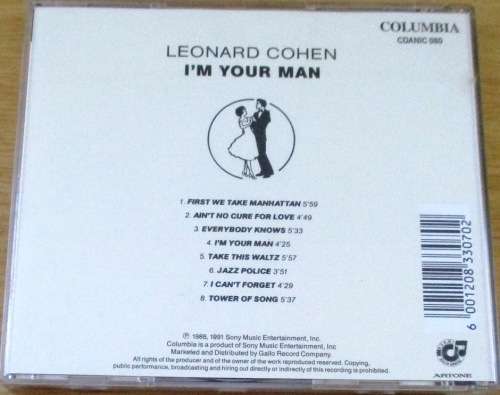 COLUMBIA
CDANIC 080
LEONARD COHEN
I'M YOUR MAN
1. FIRST WE TAKE MANHATTAN 5'59
2. AIN'T NO CURE FOR LOVE 4'49
3. EVERYBODY KNOWS 5'33
4. I'M YOUR MAN 4'25
5. TAKE THIS WALTZ 5'57
6. JAZZ POLICE 3'51
7. I CAN'T FORGET 4'29
8. TOWER OF SONG 5'37
6 001208 330702
℗ 1988, 1991 Sony Music Entertainment, Inc.
Columbia is a product of Sony Music Entertainment, Inc
Marketed and Distributed by Gallo Record Company.
All rights of the producer and of the owner of the work reproduced reserved. Copying,
public performance, broadcasting and hiring out directly or indirectly of this recording is prohibited.